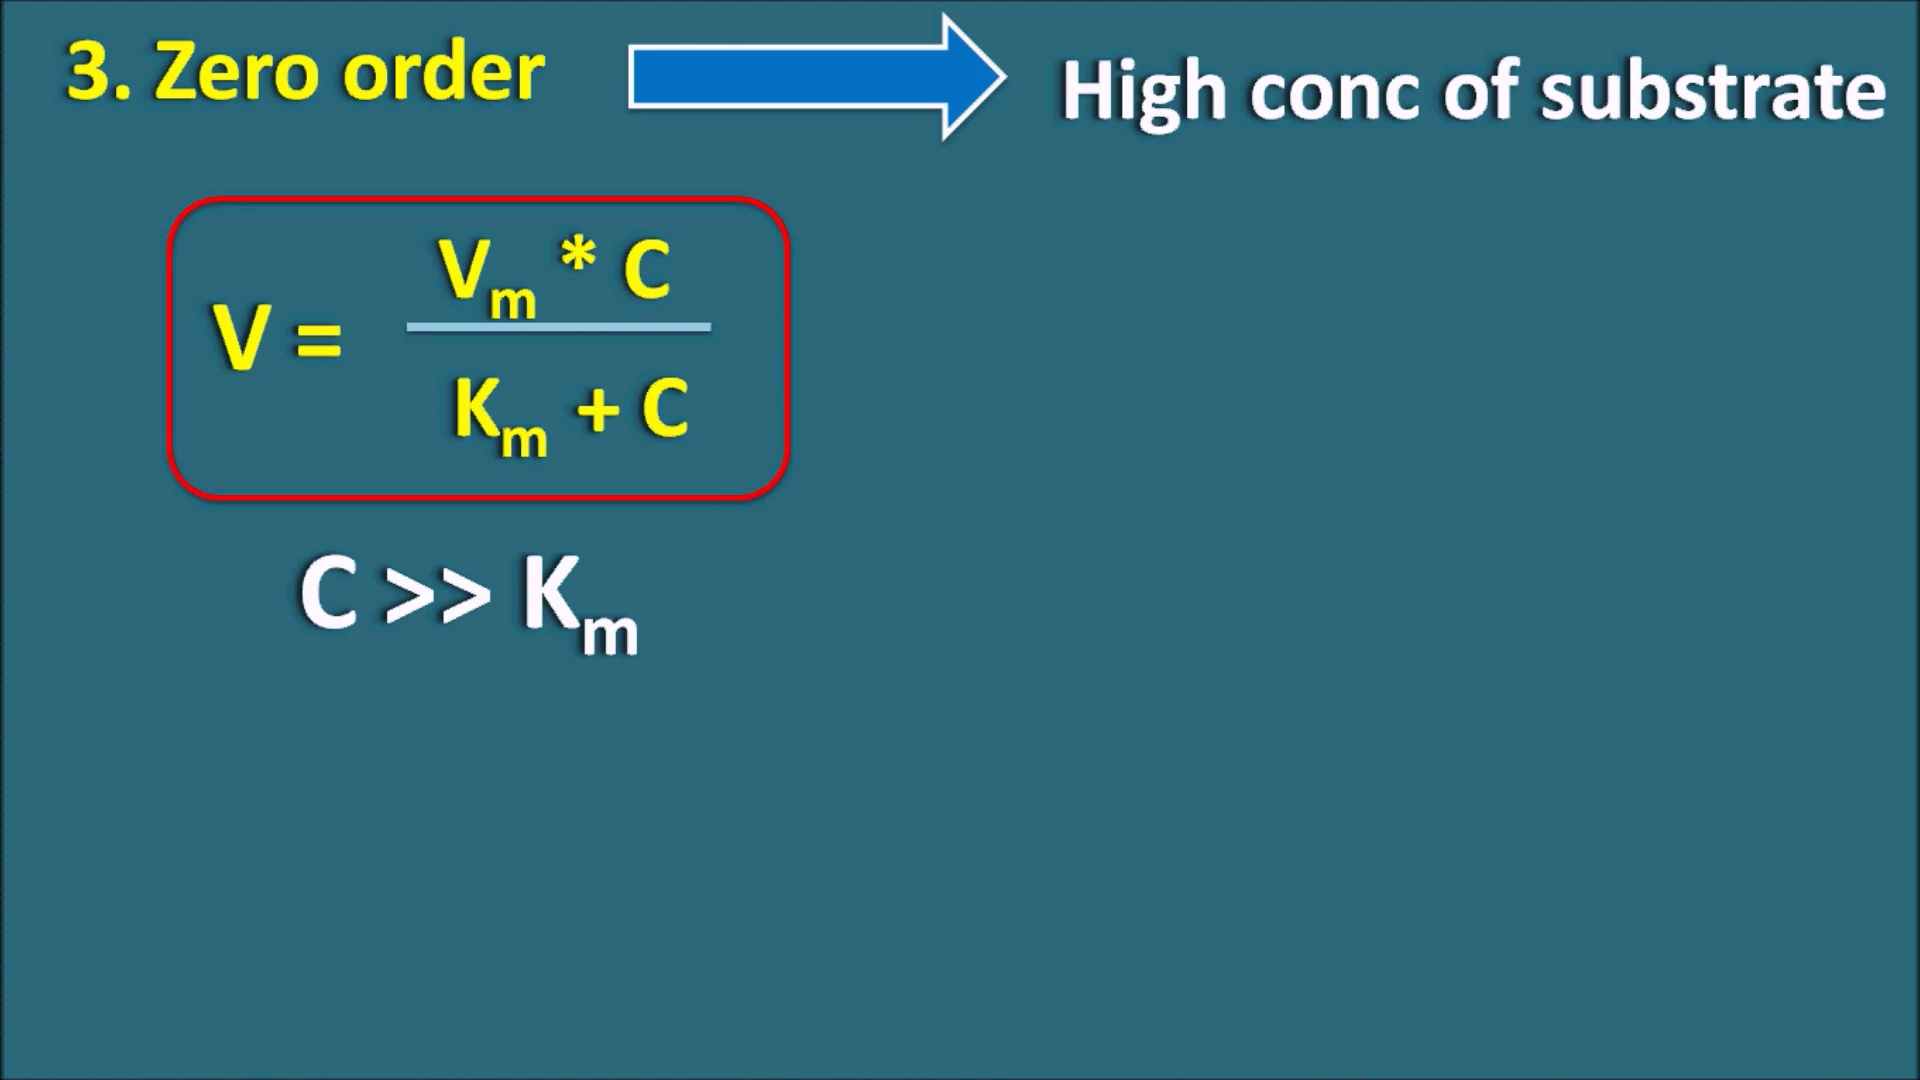 3. Zero order
High conc of substrate
V = Vm * C
Km + C
C >> Km